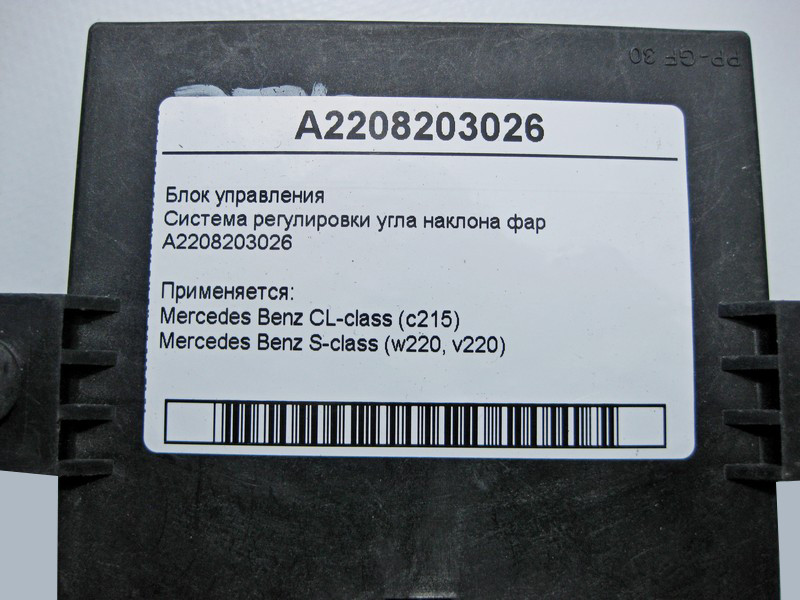 PP-GF 30
A2208203026
Блок управления
Система регулировки угла наклона фар
A2208203026
Применяется:
Mercedes Benz CL-class (c215)
Mercedes Benz S-class (w220, v220)